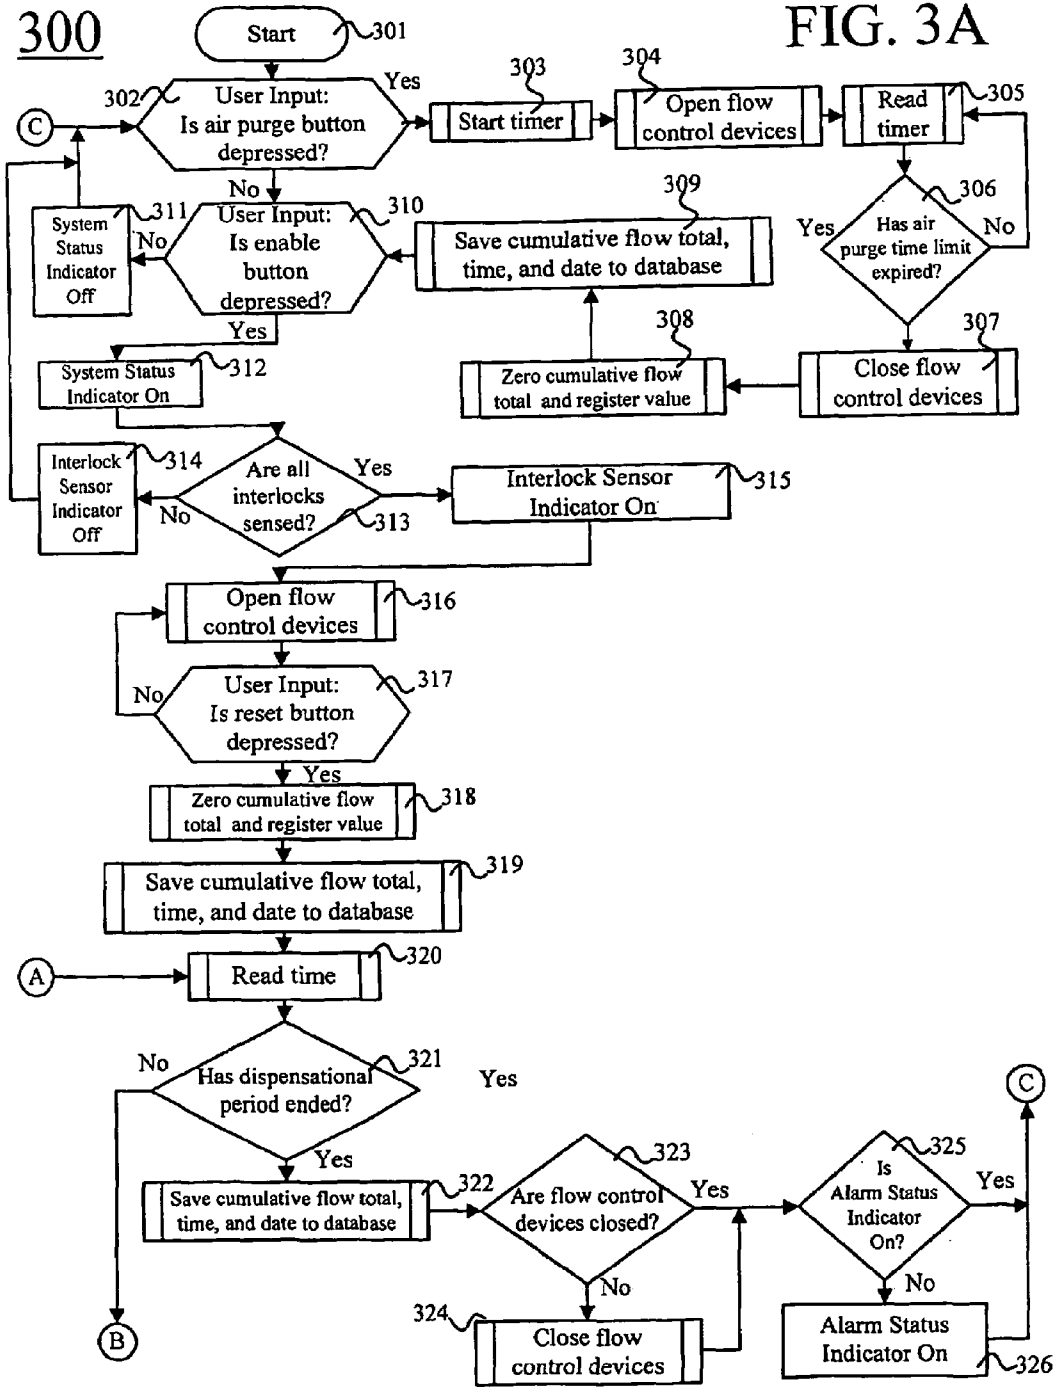 300
FIG. 3A
Start
301
302
User Input:
Is air purge button
depressed?
Yes
No
C
303
Start timer
304
Open flow
control devices
305
Read
timer
306
Has air
purge time limit
expired?
Yes
No
307
Close flow
control devices
308
Zero cumulative flow
total and register value
309
Save cumulative flow total,
time, and date to database
310
User Input:
Is enable
button
depressed?
No
Yes
311
System
Status
Indicator
Off
312
System Status
Indicator On
313
Are all
interlocks
sensed?
Yes
No
314
Interlock
Sensor
Indicator
Off
315
Interlock Sensor
Indicator On
316
Open flow
control devices
317
User Input:
Is reset button
depressed?
No
Yes
318
Zero cumulative flow
total and register value
319
Save cumulative flow total,
time, and date to database
A
320
Read time
321
Has dispensational
period ended?
No
Yes
Yes
B
322
Save cumulative flow total,
time, and date to database
323
Are flow control
devices closed?
Yes
No
324
Close flow
control devices
325
Is
Alarm Status
Indicator
On?
Yes
No
C
Alarm Status
Indicator On
326